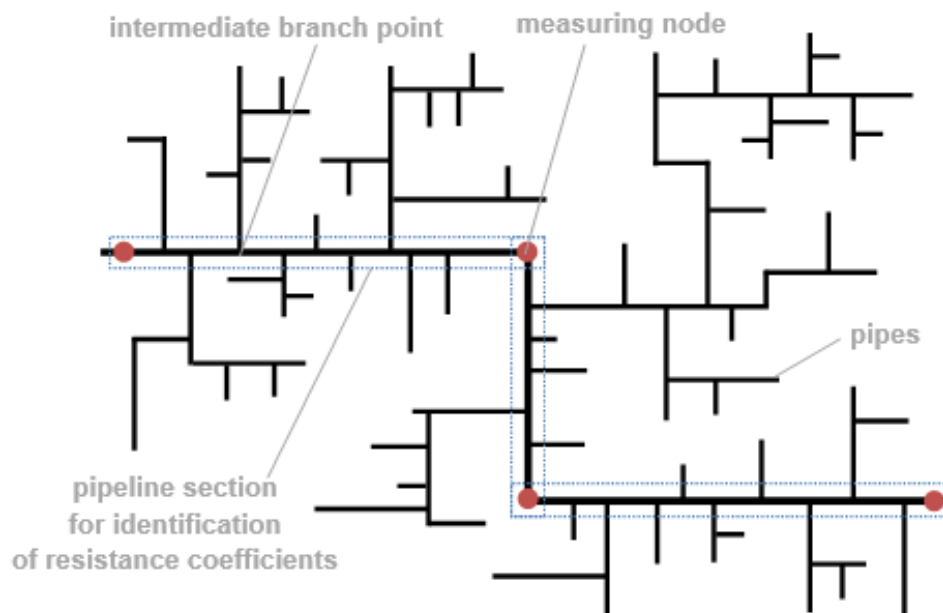 intermediate branch point
measuring node
pipes
pipeline section
for identification
of resistance coefficients